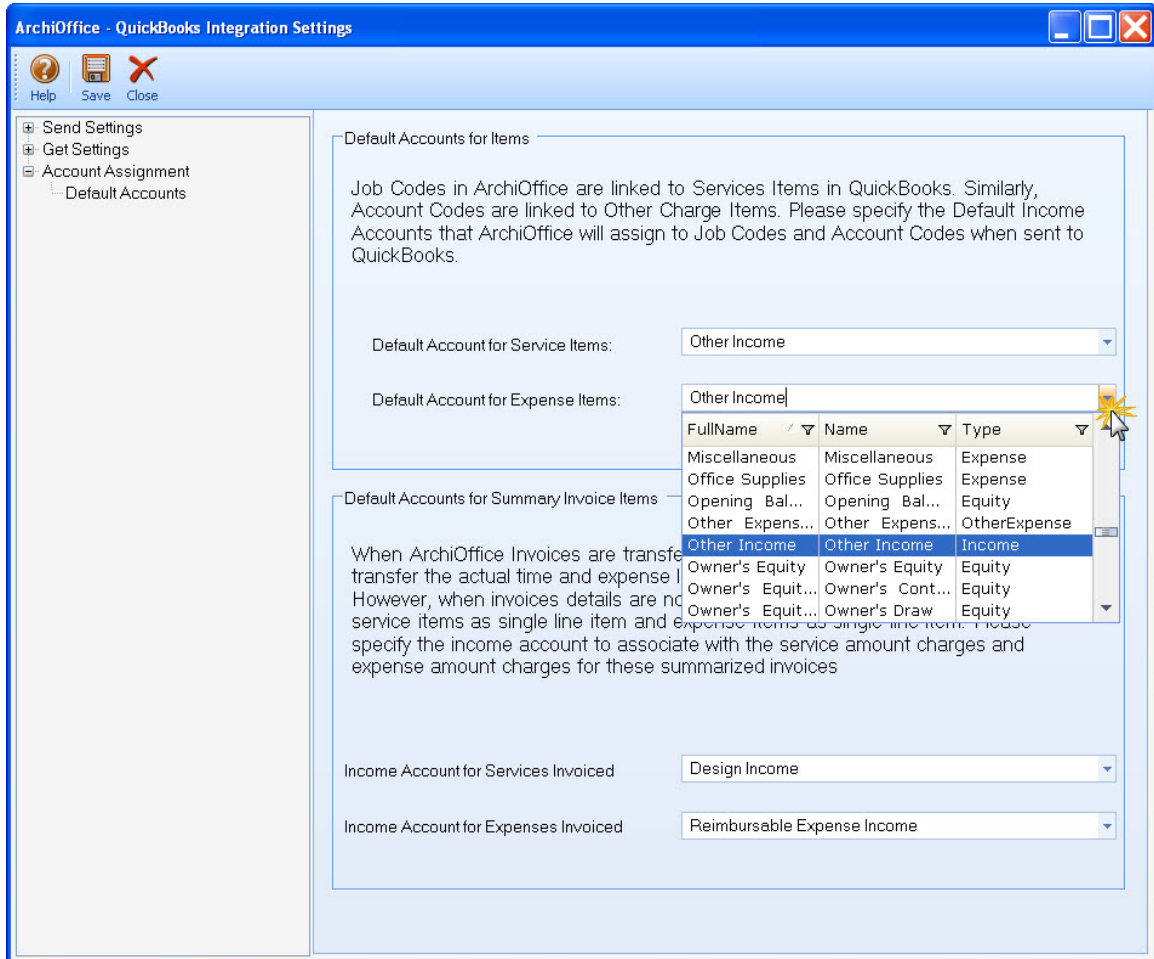 ArchiOffice - QuickBooks Integration Settings
Help Save Close
Send Settings
Get Settings
Account Assignment
Default Accounts
Default Accounts for Items
Job Codes in ArchiOffice are linked to Services Items in QuickBooks. Similarly,
Account Codes are linked to Other Charge Items. Please specify the Default Income
Accounts that ArchiOffice will assign to Job Codes and Account Codes when sent to
QuickBooks.
Default Account for Service Items: Other Income
Default Account for Expense Items: Other Income
FullName Name Type
Miscellaneous Miscellaneous Expense
Office Supplies Office Supplies Expense
Opening Bal... Opening Bal... Equity
Other Expens... Other Expens... OtherExpense
Other Income Other Income Income
Owner's Equity Owner's Equity Equity
Owner's Equit... Owner's Cont... Equity
Owner's Equit... Owner's Draw Equity
Default Accounts for Summary Invoice Items
When ArchiOffice Invoices are transfe
transfer the actual time and expense l
However, when invoices details are no
service items as single line item and expense items as single line item. Please
specify the income account to associate with the service amount charges and
expense amount charges for these summarized invoices
Income Account for Services Invoiced Design Income
Income Account for Expenses Invoiced Reimbursable Expense Income